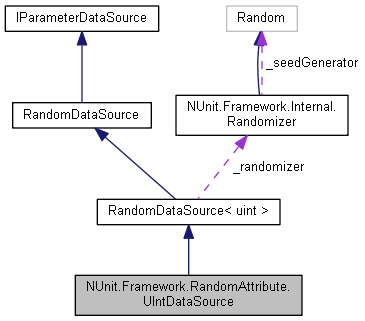 IParameterDataSource
Random
_seedGenerator
RandomDataSource
NUnit.Framework.Internal.
Randomizer
_randomizer
RandomDataSource< uint >
NUnit.Framework.RandomAttribute.
UIntDataSource